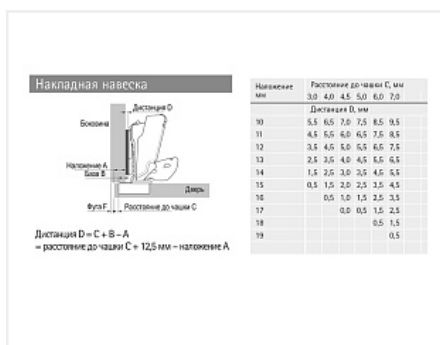 Накладная навеска
Дистанция D
Боковина
Наложение A
База B
Дверь
Фуга F
Расстояние до чашки C
Дистанция D = C + B – A
= расстояние до чашки C + 12,5 мм – наложение A
Наложение мм Расстояние до чашки C, мм
3,0 4,0 4,5 5,0 6,0 7,0
Дистанция D, мм
10 5,5 6,5 7,0 7,5 8,5 9,5
11 4,5 5,5 6,0 6,5 7,5 8,5
12 3,5 4,5 5,0 5,5 6,5 7,5
13 2,5 3,5 4,0 4,5 5,5 6,5
14 1,5 2,5 3,0 3,5 4,5 5,5
15 0,5 1,5 2,0 2,5 3,5 4,5
16 0,5 1,0 1,5 2,5 3,5
17 0,0 0,5 1,5 2,5
18 0,5 1,5
19 0,5